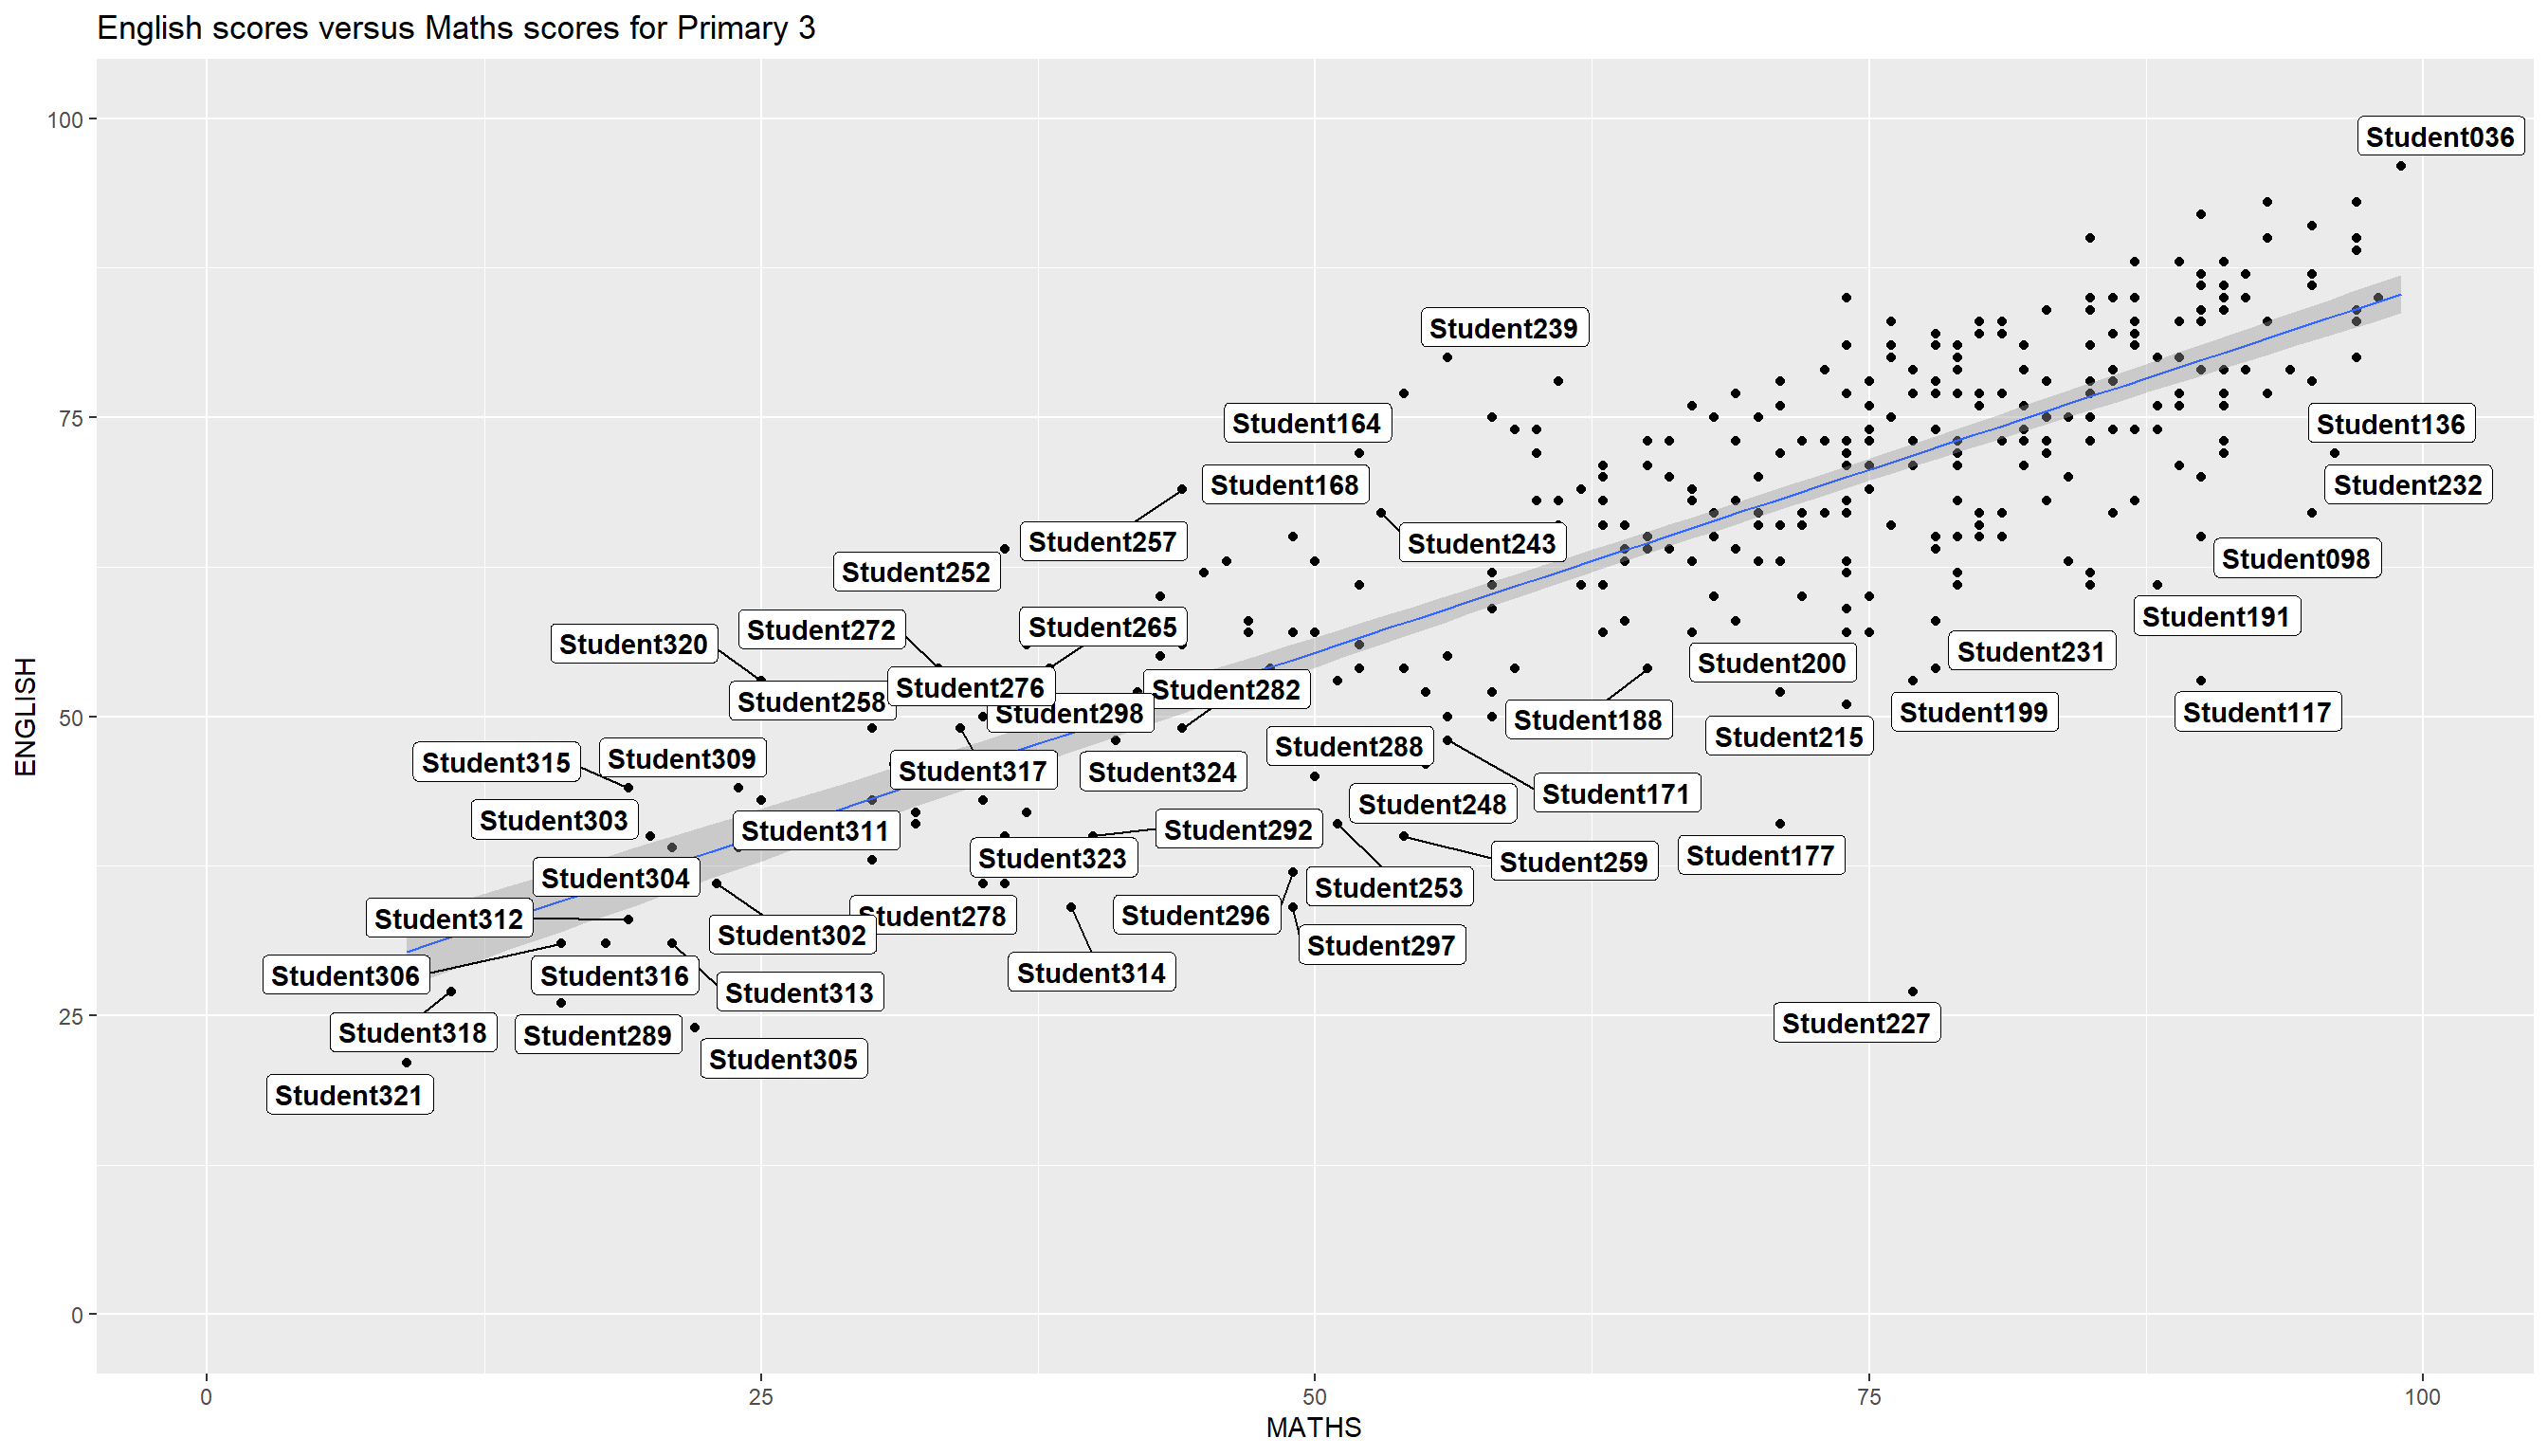 English scores versus Maths scores for Primary 3
100
Student036
Student239
75
Student164
Student136
Student168
Student232
Student257
Student243
Student252
Student098
Student191
Student272
Student265
Student320
Student231
Student200
Student276
Student282
Student258
Student298
50
Student188
Student199
Student117
Student215
Student288
Student309
Student315
Student317
Student324
Student171
Student248
Student303
Student311
Student292
Student323
Student177
Student259
Student304
Student253
Student312
Student278
Student296
Student302
Student297
Student306
Student316
Student314
Student313
25
Student227
Student318
Student289
Student305
Student321
0
ENGLISH
0
25
50
75
100
MATHS